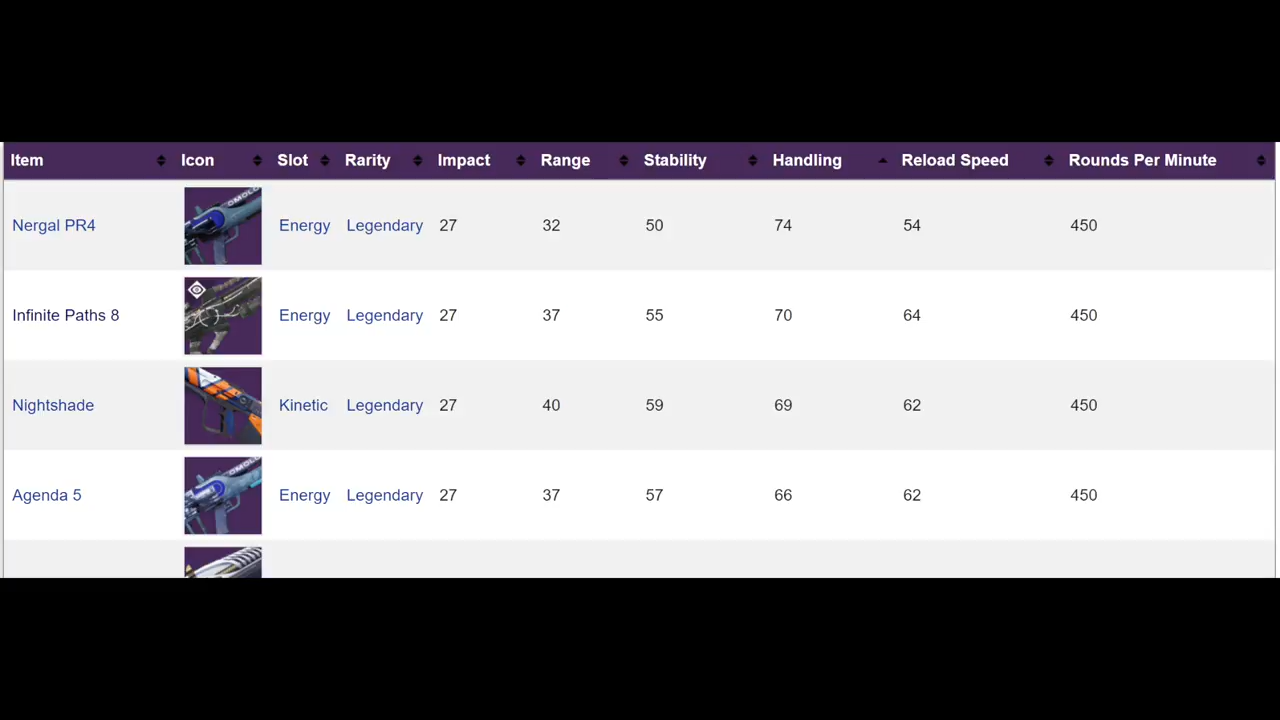 Item Icon Slot Rarity Impact Range Stability Handling Reload Speed Rounds Per Minute
Nergal PR4 OMOLO Energy Legendary 27 32 50 74 54 450
Infinite Paths 8 Energy Legendary 27 37 55 70 64 450
Nightshade Kinetic Legendary 27 40 59 69 62 450
Agenda 5 OMOLO Energy Legendary 27 37 57 66 62 450